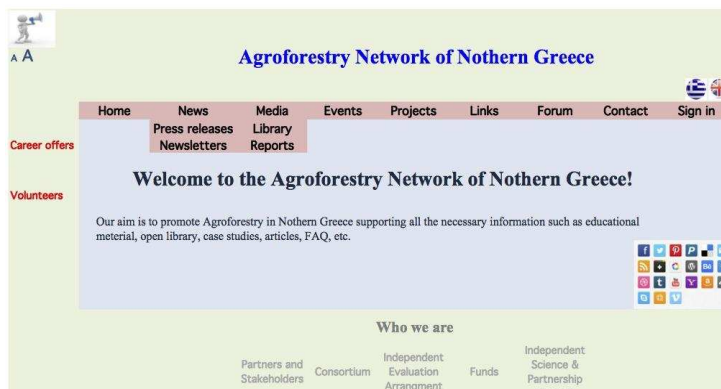 A A
Agroforestry Network of Nothern Greece
Home News Media Events Projects Links Forum Contact Sign in
Press releases Library
Newsletters Reports
Career offers
Volunteers
Welcome to the Agroforestry Network of Nothern Greece!
Our aim is to promote Agroforestry in Nothern Greece supporting all the necessary information such as educational
meterial, open library, case studies, articles, FAQ, etc.
Who we are
Partners and
Stakeholders
Consortium
Independent
Evaluation
Arrangment
Funds
Independent
Science &
Partnership